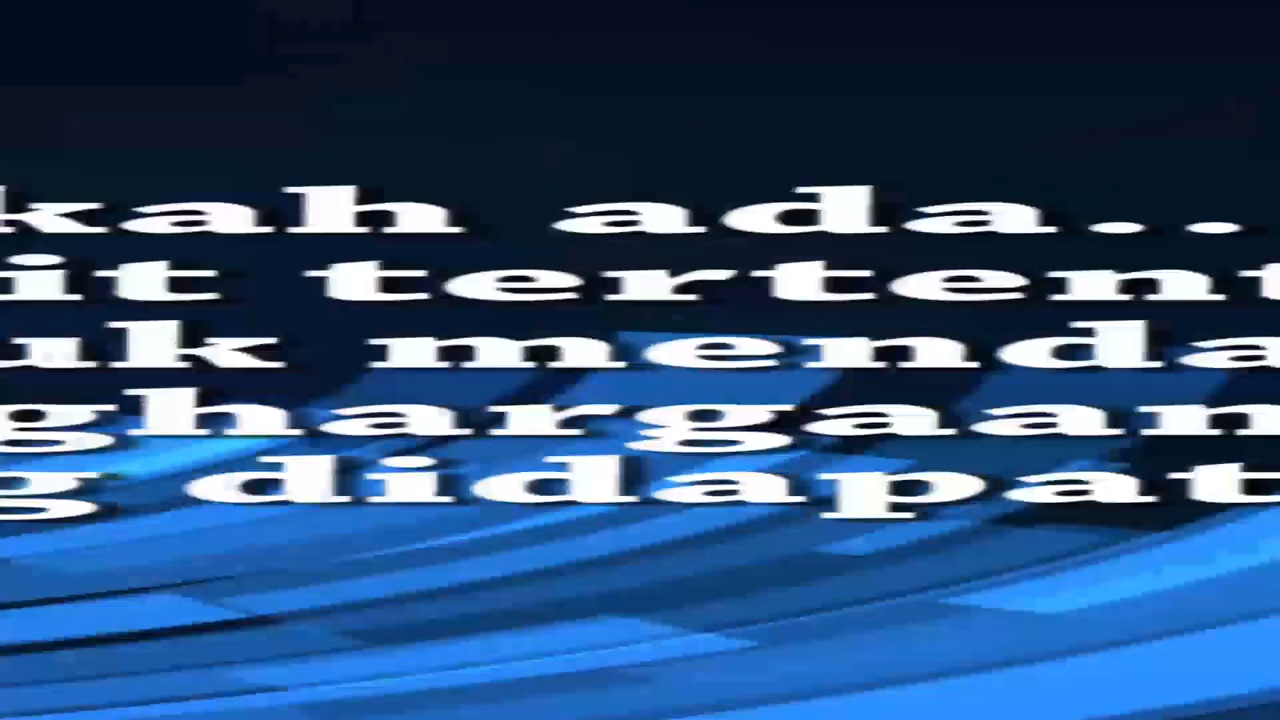 kah ada..
it tertent
uk menda
ghargaan
g didapat